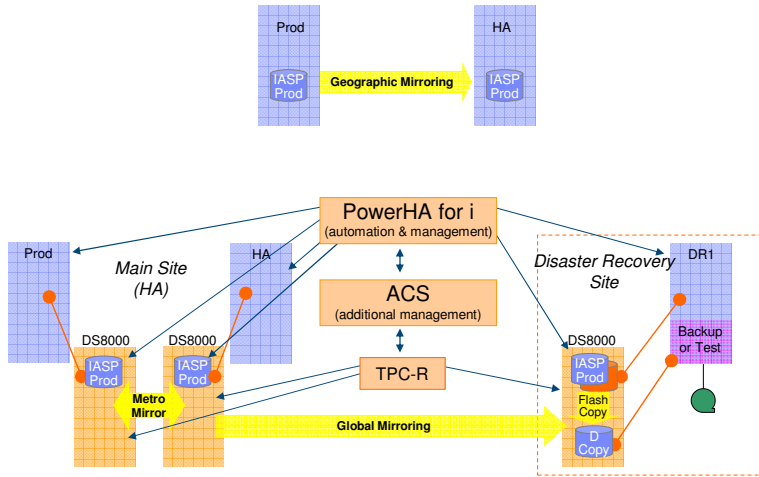 Prod
HA
IASP
Prod
Geographic Mirroring
IASP
Prod
PowerHA for i
(automation & management)
Prod
HA
Main Site
(HA)
Disaster Recovery
Site
DR1
ACS
(additional management)
DS8000
DS8000
DS8000
Backup
or Test
IASP
Prod
IASP
Prod
TPC-R
IASP
Prod
Metro
Mirror
Flash
Copy
Global Mirroring
D
Copy